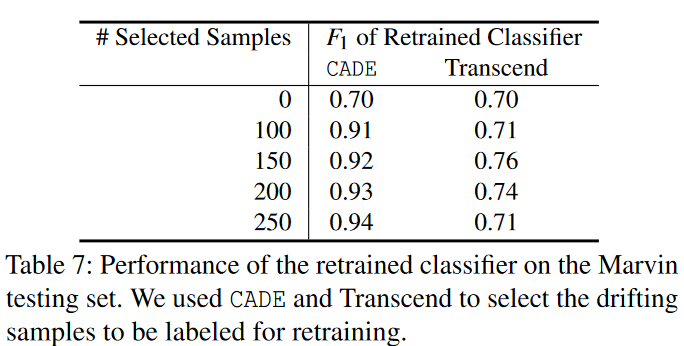 # Selected Samples F1 of Retrained Classifier
CADE Transcend
0 0.70 0.70
100 0.91 0.71
150 0.92 0.76
200 0.93 0.74
250 0.94 0.71
Table 7: Performance of the retrained classifier on the Marvin
testing set. We used CADE and Transcend to select the drifting
samples to be labeled for retraining.